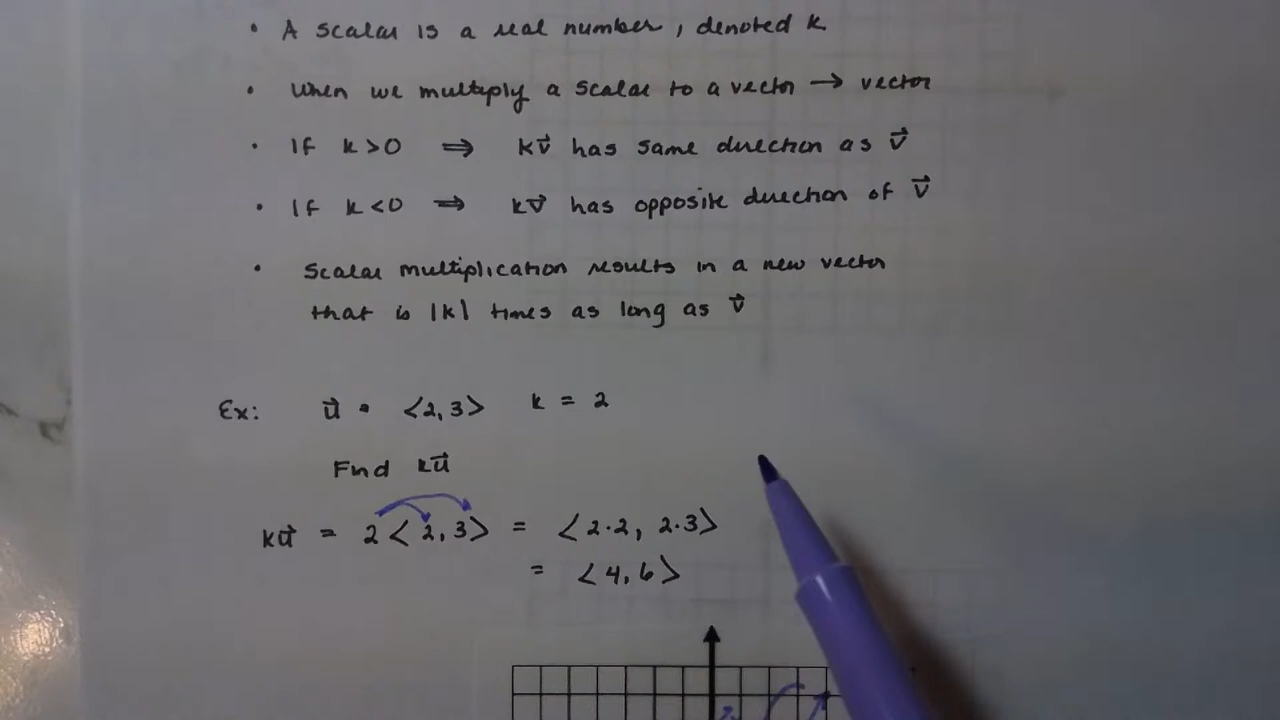 • A scalar is a real number, denoted k
• When we multiply a scalar to a vector → vector
• If k>0 ⟹ kv⃗ has same direction as v⃗
• If k<0 ⟹ kv⃗ has opposite direction of v⃗
• Scalar multiplication results in a new vector
that is |k| times as long as v⃗
Ex: u⃗ = <2,3> k = 2
Find ku⃗
ku⃗ = 2<2,3> = <2·2, 2·3>
= <4,6>